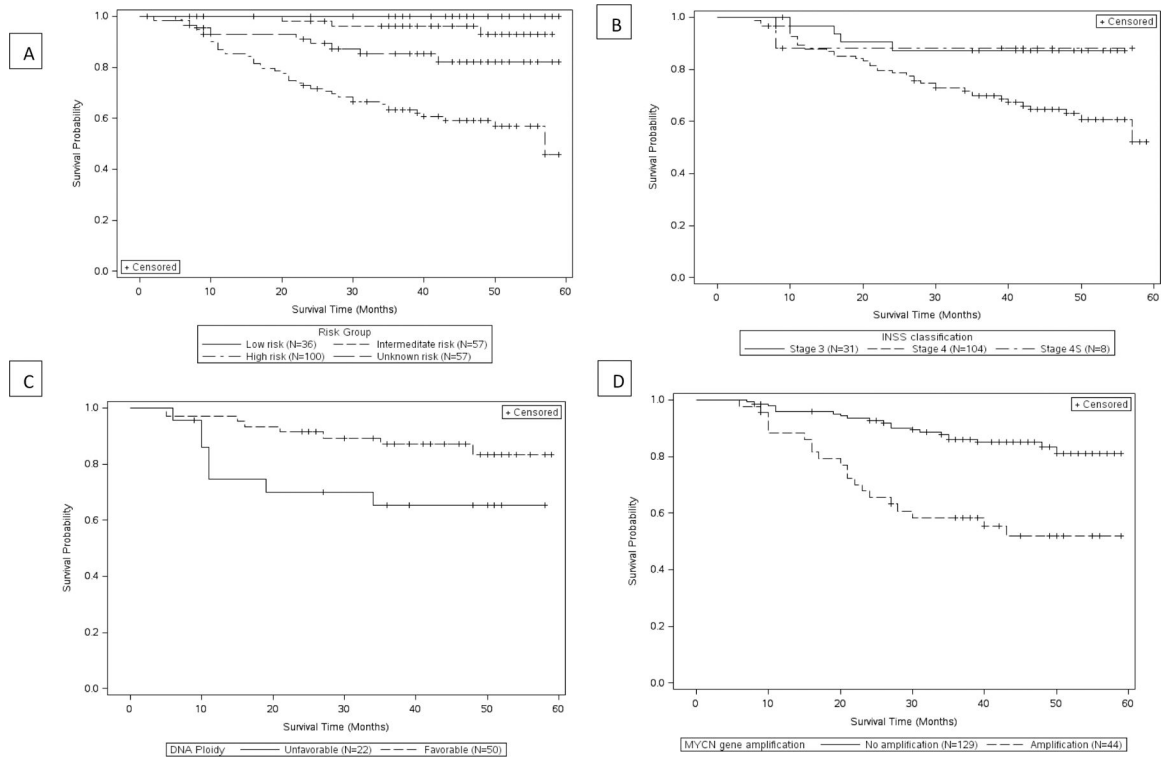 A
1.0
0.8
0.6
0.4
0.2
0.0
Survival Probability
+ Censored
0 10 20 30 40 50 60
Survival Time (Months)
Risk Group
Low risk (N=36) Intermeditate risk (N=57)
High risk (N=100) Unknown risk (N=57)
B
1.0
0.8
0.6
0.4
0.2
0.0
Survival Probability
+ Censored
0 10 20 30 40 50 60
Survival Time (Months)
INSS classification
Stage 3 (N=31) Stage 4 (N=104) Stage 4S (N=8)
C
1.0
0.8
0.6
0.4
0.2
0.0
Survival Probability
+ Censored
0 10 20 30 40 50 60
Survival Time (Months)
DNA Ploidy Unfavorable (N=22) Favorable (N=50)
D
1.0
0.8
0.6
0.4
0.2
0.0
Survival Probability
+ Censored
0 10 20 30 40 50 60
Survival Time (Months)
MYCN gene amplification No amplification (N=129) Amplification (N=44)